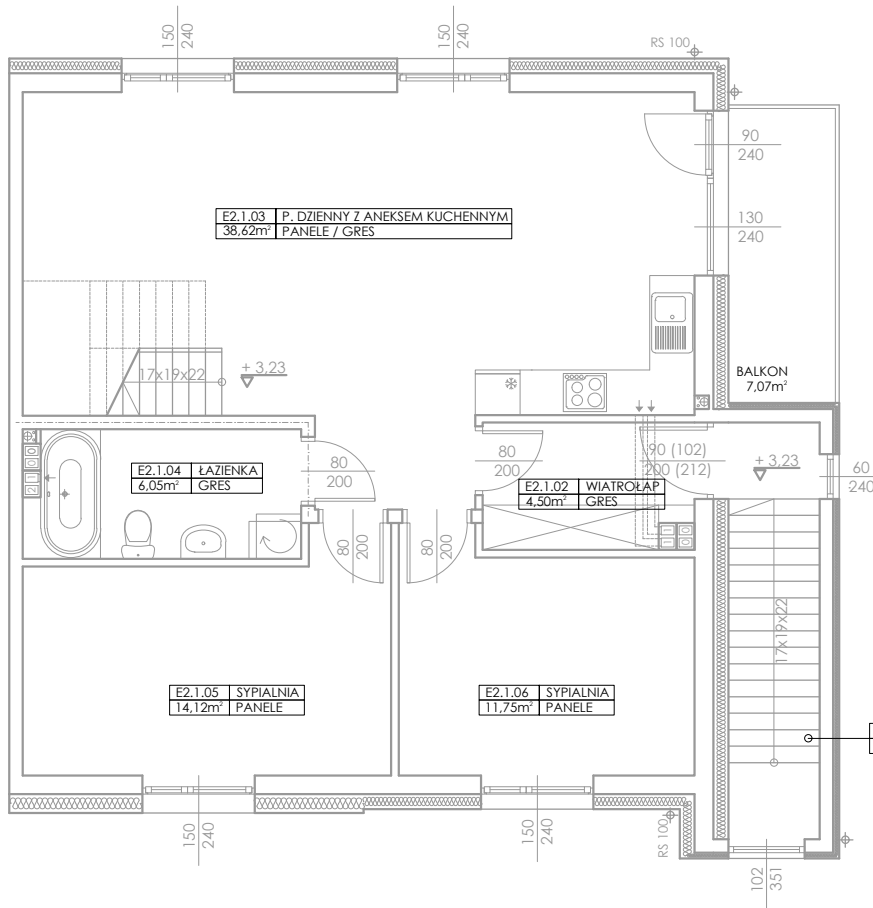 150
240
150
240
RS 100
90
240
E2.1.03 P. DZIENNY Z ANEKSEM KUCHENNYM
38,62m² PANELE / GRES
130
240
17x19x22
+ 3,23
BALKON
7,07m²
E2.1.04 ŁAZIENKA
6,05m² GRES
80
200
80
200
90 (102)
200 (212)
+ 3,23
60
240
E2.1.02 WIATROŁAP
4,50m² GRES
80
200
80
200
17x19x22
E2.1.05 SYPIALNIA
14,12m² PANELE
E2.1.06 SYPIALNIA
11,75m² PANELE
150
240
150
240
RS 100
102
351